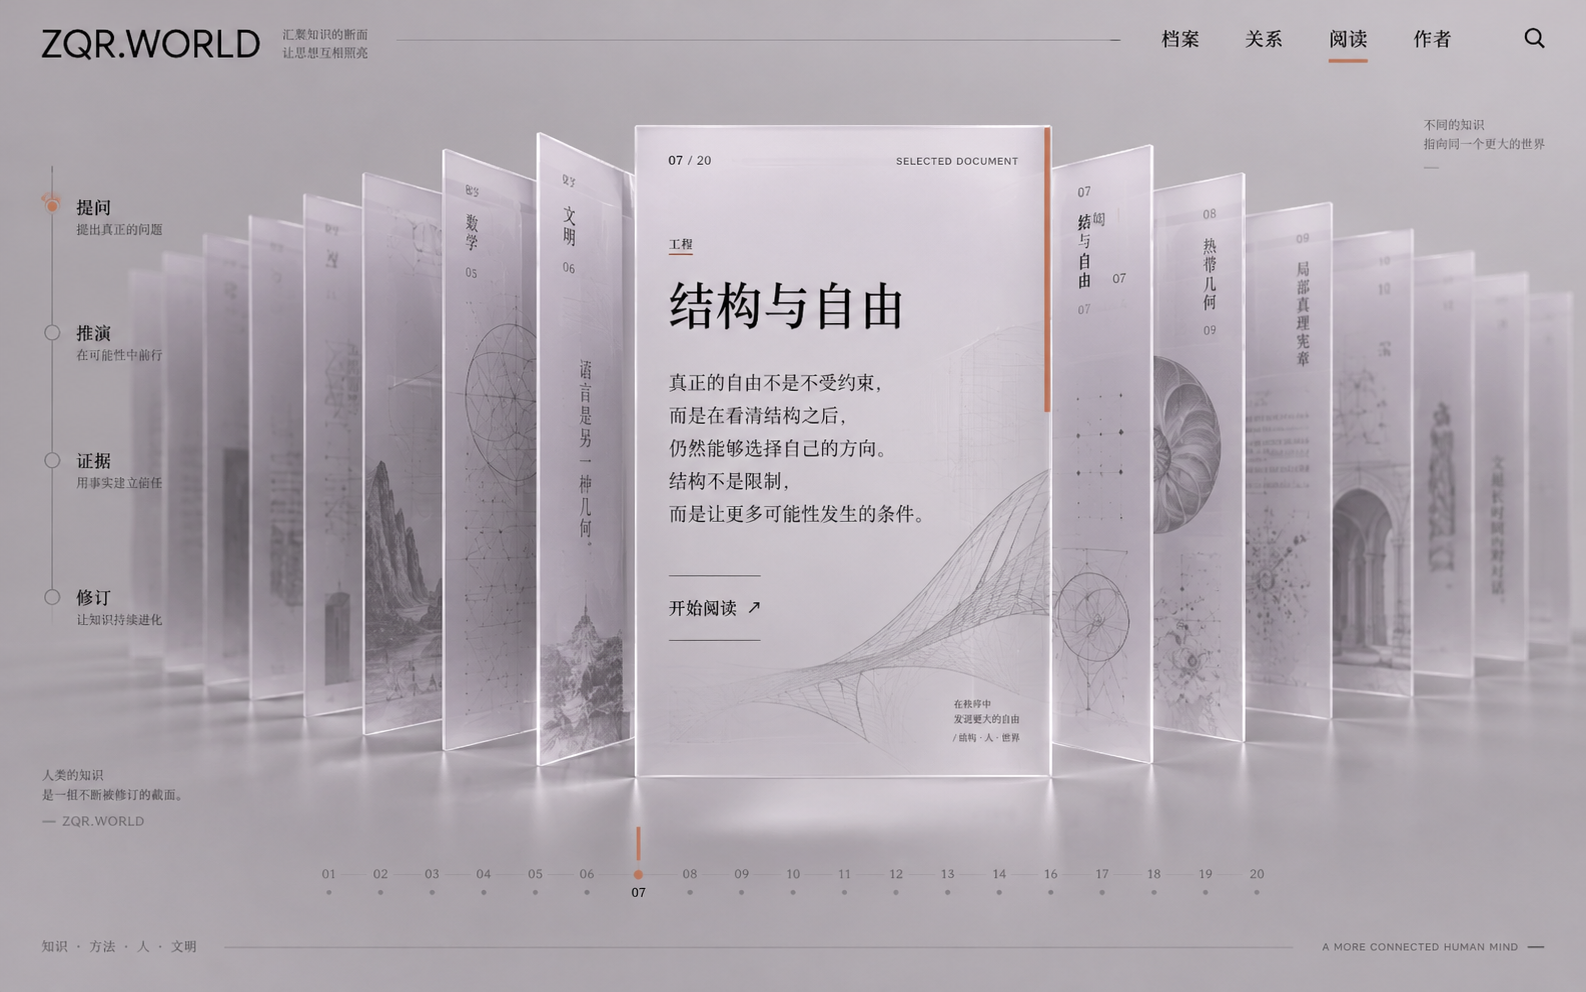 ZQR.WORLD
汇聚知识的断面
让思想互相照亮
档案
关系
阅读
作者
不同的知识
指向同一个更大的世界
提问
提出真正的问题
推演
在可能性中前行
证据
用事实建立信任
修订
让知识持续进化
数学
05
文明
06
语言是另一种几何。
07 / 20
SELECTED DOCUMENT
工程
结构与自由
真正的自由不是不受约束，
而是在看清结构之后，
仍然能够选择自己的方向。
结构不是限制，
而是让更多可能性发生的条件。
开始阅读 ↗
在秩序中
发现更大的自由
/ 结构 · 人 · 世界
07
结构与自由
07
07
08
热带几何
09
09
局部真理宪章
10
10
人类的知识
是一组不断被修订的截面。
— ZQR.WORLD
01 02 03 04 05 06 07 08 09 10 11 12 13 14 16 17 18 19 20
知识 · 方法 · 人 · 文明
A MORE CONNECTED HUMAN MIND